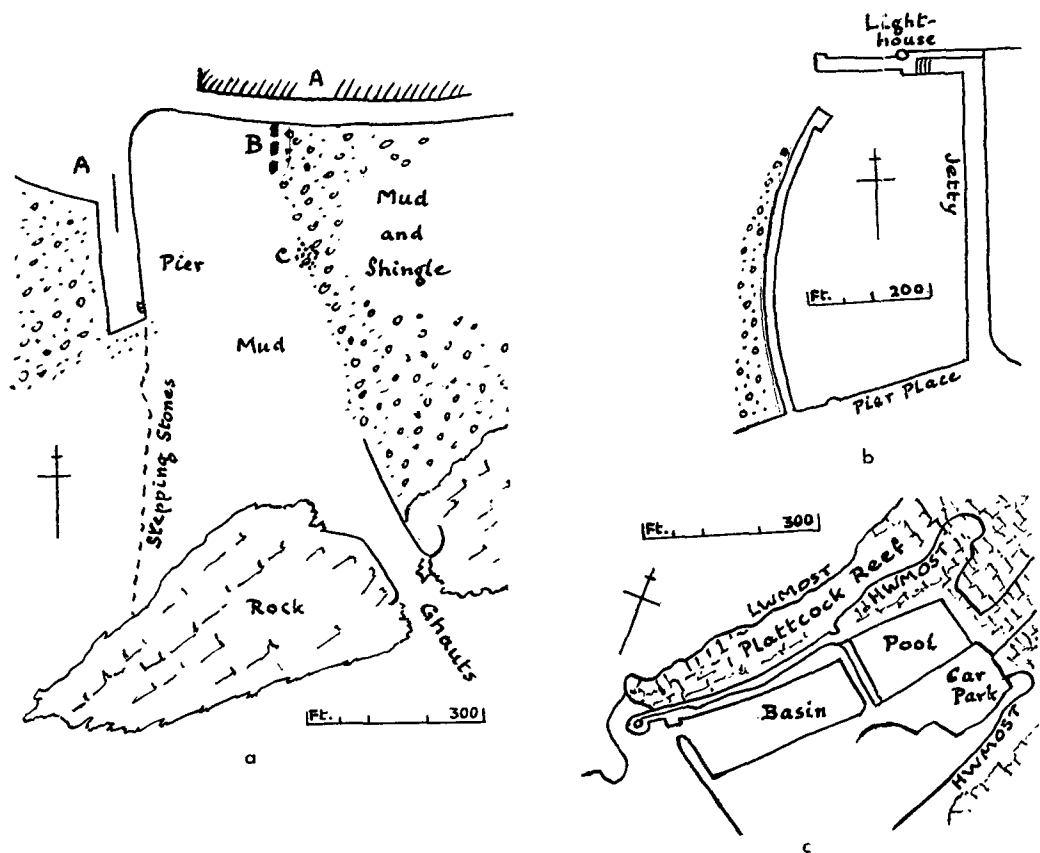 A
A
B
Mud
and
Shingle
C
Pier
Mud
Stepping Stones
Rock
Ghauts
Ft. 300
a
Light-
house
Jetty
Ft. 200
Pier Place
b
Ft. 300
LWMOST
Plattcock Reef
HWMOST
Pool
Car
Park
Basin
HWMOST
c